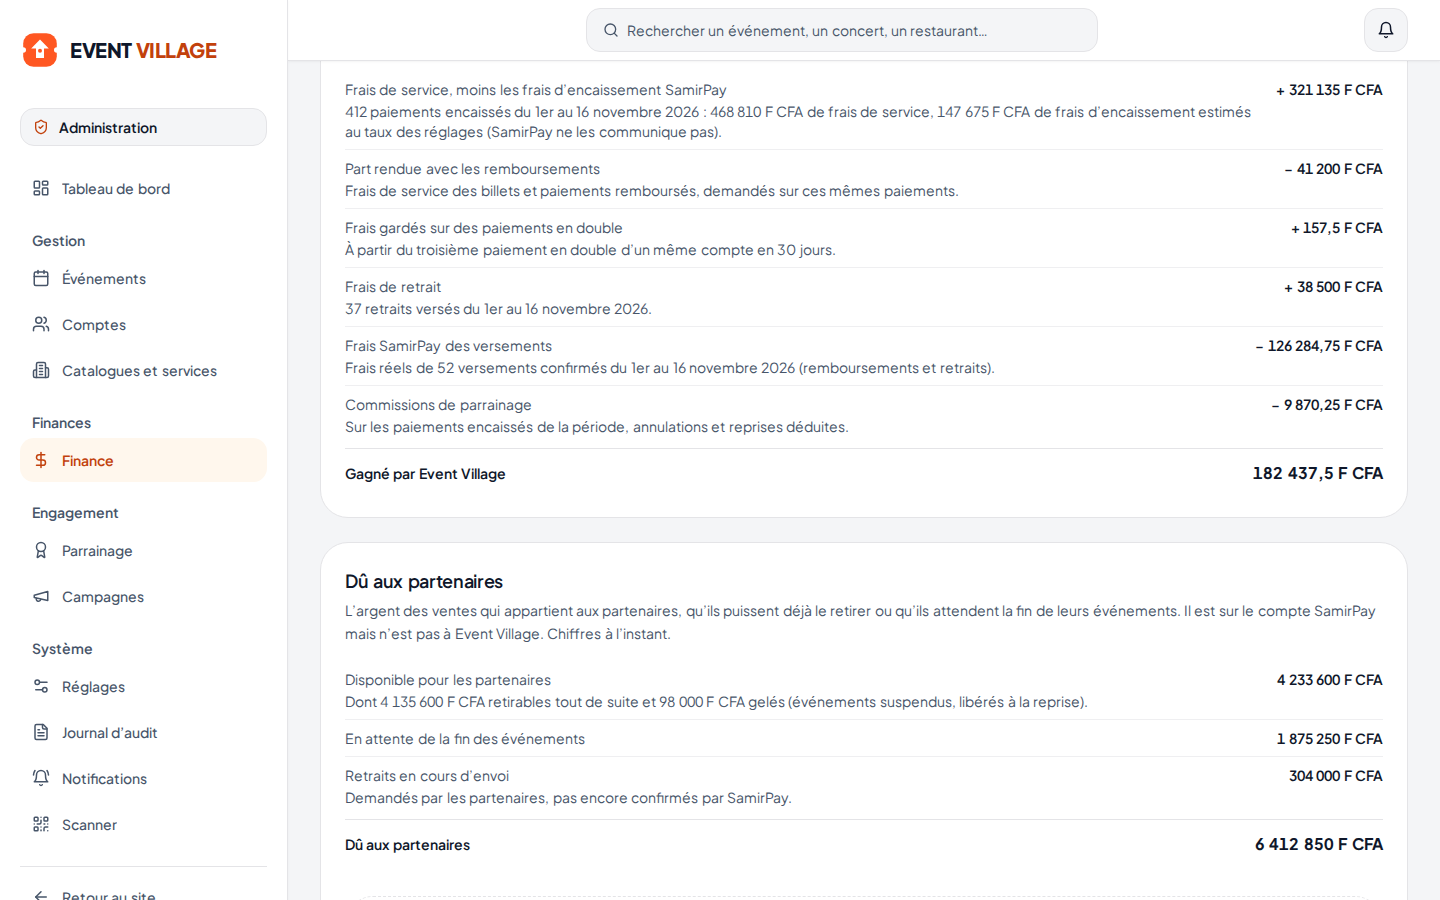 EVENT VILLAGE
Rechercher un événement, un concert, un restaurant…
Administration
Tableau de bord
Gestion
Événements
Comptes
Catalogues et services
Finances
Finance
Engagement
Parrainage
Campagnes
Système
Réglages
Journal d’audit
Notifications
Scanner
Retour au site
Frais de service, moins les frais d’encaissement SamirPay
+ 321 135 F CFA
412 paiements encaissés du 1er au 16 novembre 2026 : 468 810 F CFA de frais de service, 147 675 F CFA de frais d’encaissement estimés
au taux des réglages (SamirPay ne les communique pas).
Part rendue avec les remboursements
− 41 200 F CFA
Frais de service des billets et paiements remboursés, demandés sur ces mêmes paiements.
Frais gardés sur des paiements en double
+ 157,5 F CFA
À partir du troisième paiement en double d’un même compte en 30 jours.
Frais de retrait
+ 38 500 F CFA
37 retraits versés du 1er au 16 novembre 2026.
Frais SamirPay des versements
− 126 284,75 F CFA
Frais réels de 52 versements confirmés du 1er au 16 novembre 2026 (remboursements et retraits).
Commissions de parrainage
− 9 870,25 F CFA
Sur les paiements encaissés de la période, annulations et reprises déduites.
Gagné par Event Village
182 437,5 F CFA
Dû aux partenaires
L’argent des ventes qui appartient aux partenaires, qu’ils puissent déjà le retirer ou qu’ils attendent la fin de leurs événements. Il est sur le compte SamirPay
mais n’est pas à Event Village. Chiffres à l’instant.
Disponible pour les partenaires
4 233 600 F CFA
Dont 4 135 600 F CFA retirables tout de suite et 98 000 F CFA gelés (événements suspendus, libérés à la reprise).
En attente de la fin des événements
1 875 250 F CFA
Retraits en cours d’envoi
304 000 F CFA
Demandés par les partenaires, pas encore confirmés par SamirPay.
Dû aux partenaires
6 412 850 F CFA